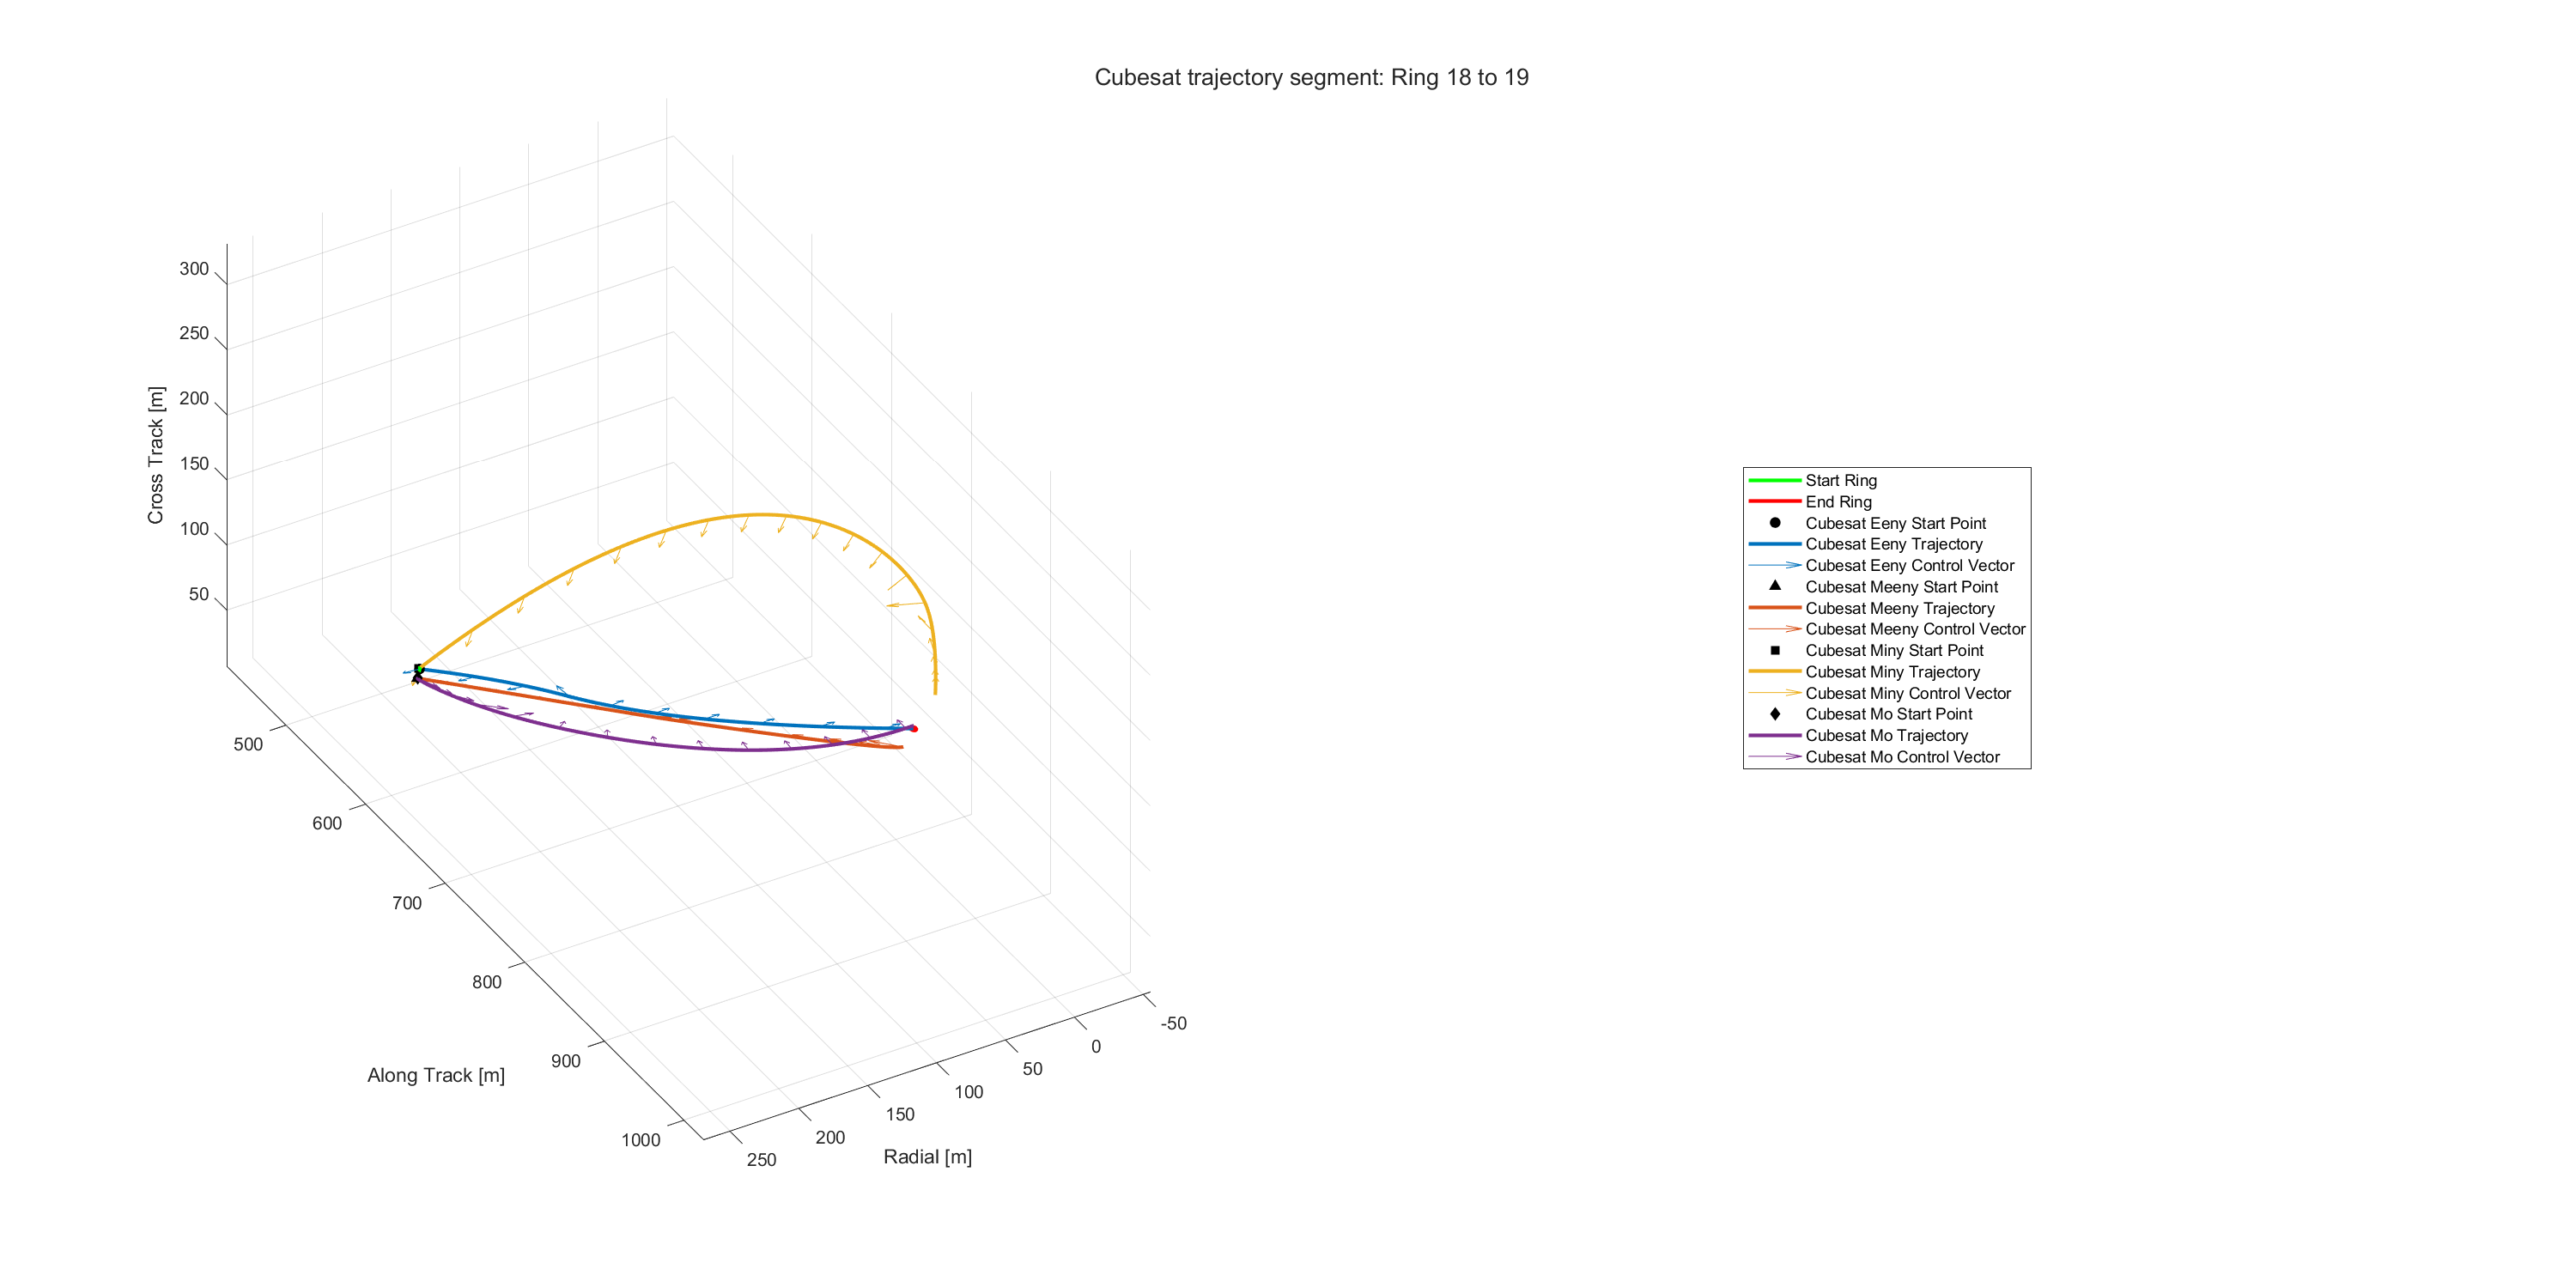 Cubesat trajectory segment: Ring 18 to 19
300
250
200
150
100
50
Cross Track [m]
500
600
700
800
900
1000
Along Track [m]
-50
0
50
100
150
200
250
Radial [m]
Start Ring
End Ring
Cubesat Eeny Start Point
Cubesat Eeny Trajectory
Cubesat Eeny Control Vector
Cubesat Meeny Start Point
Cubesat Meeny Trajectory
Cubesat Meeny Control Vector
Cubesat Miny Start Point
Cubesat Miny Trajectory
Cubesat Miny Control Vector
Cubesat Mo Start Point
Cubesat Mo Trajectory
Cubesat Mo Control Vector